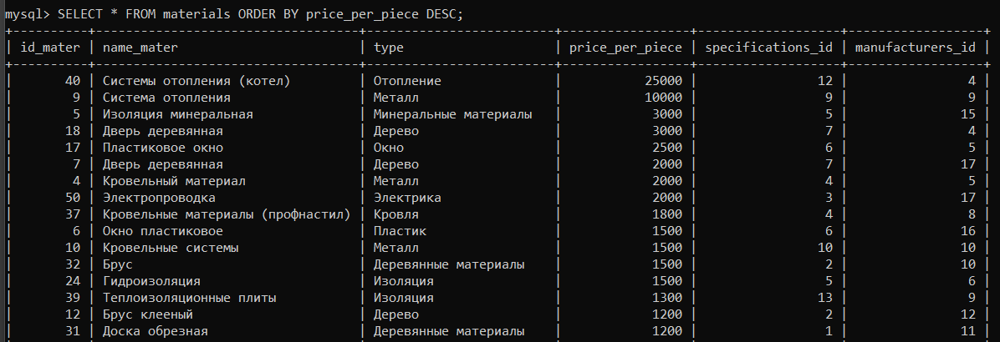 mysql> SELECT * FROM materials ORDER BY price_per_piece DESC;
+----------+-----------------------------------+-------------------------+-----------------+-------------------+------------------+
| id_mater | name_mater | type | price_per_piece | specifications_id | manufacturers_id |
+----------+-----------------------------------+-------------------------+-----------------+-------------------+------------------+
| 40 | Системы отопления (котел) | Отопление | 25000 | 12 | 4 |
| 9 | Система отопления | Металл | 10000 | 9 | 9 |
| 5 | Изоляция минеральная | Минеральные материалы | 3000 | 5 | 15 |
| 18 | Дверь деревянная | Дерево | 3000 | 7 | 4 |
| 17 | Пластиковое окно | Окно | 2500 | 6 | 5 |
| 7 | Дверь деревянная | Дерево | 2000 | 7 | 17 |
| 4 | Кровельный материал | Металл | 2000 | 4 | 5 |
| 50 | Электропроводка | Электрика | 2000 | 3 | 17 |
| 37 | Кровельные материалы (профнастил) | Кровля | 1800 | 4 | 8 |
| 6 | Окно пластиковое | Пластик | 1500 | 6 | 16 |
| 10 | Кровельные системы | Металл | 1500 | 10 | 10 |
| 32 | Брус | Деревянные материалы | 1500 | 2 | 10 |
| 24 | Гидроизоляция | Изоляция | 1500 | 5 | 6 |
| 39 | Теплоизоляционные плиты | Изоляция | 1300 | 13 | 9 |
| 12 | Брус клееный | Дерево | 1200 | 2 | 12 |
| 31 | Доска обрезная | Деревянные материалы | 1200 | 1 | 11 |